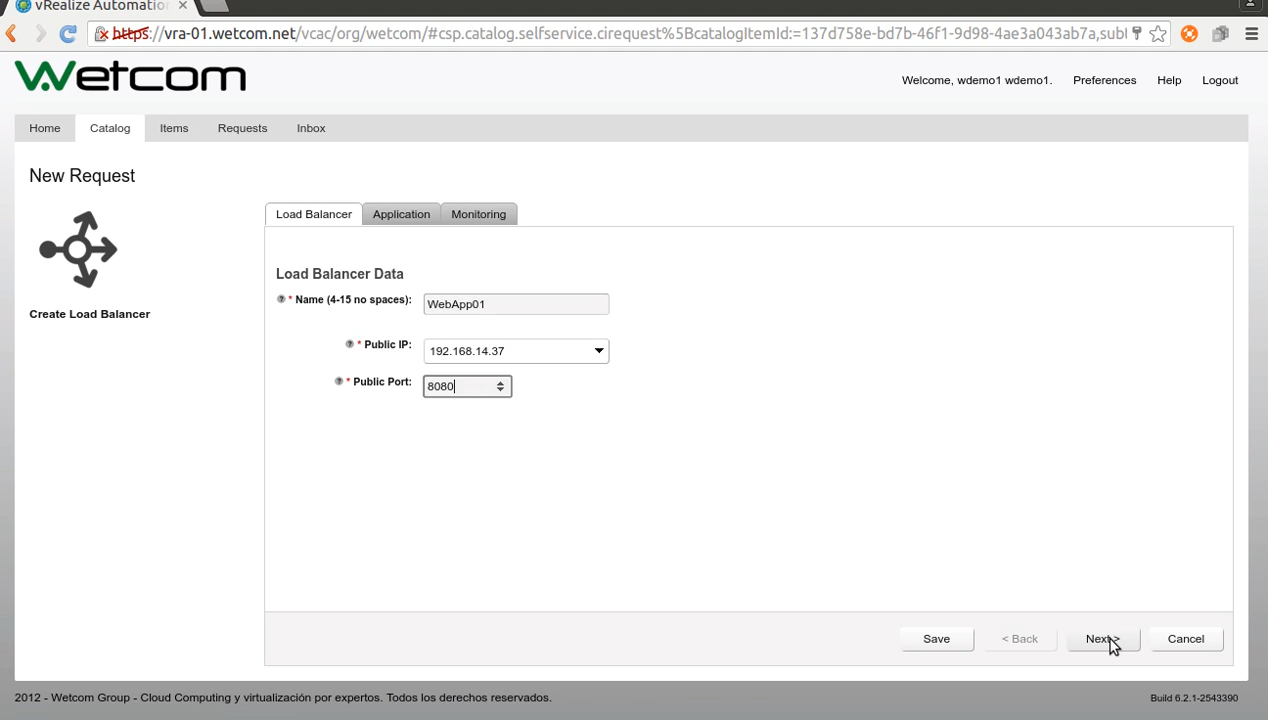 vRealize Automation
https://vra-01.wetcom.net/vcac/org/wetcom/#csp.catalog.selfservice.cirequest%5BcatalogItemId:=137d758e-bd7b-46f1-9d98-4ae3a043ab7a,subl
Wetcom
Welcome, wdemo1 wdemo1. Preferences Help Logout
Home Catalog Items Requests Inbox
New Request
Load Balancer Application Monitoring
Load Balancer Data
* Name (4-15 no spaces): WebApp01
Create Load Balancer
* Public IP: 192.168.14.37
* Public Port: 8080
Save < Back Next > Cancel
2012 - Wetcom Group - Cloud Computing y virtualización por expertos. Todos los derechos reservados.
Build 6.2.1-2543390